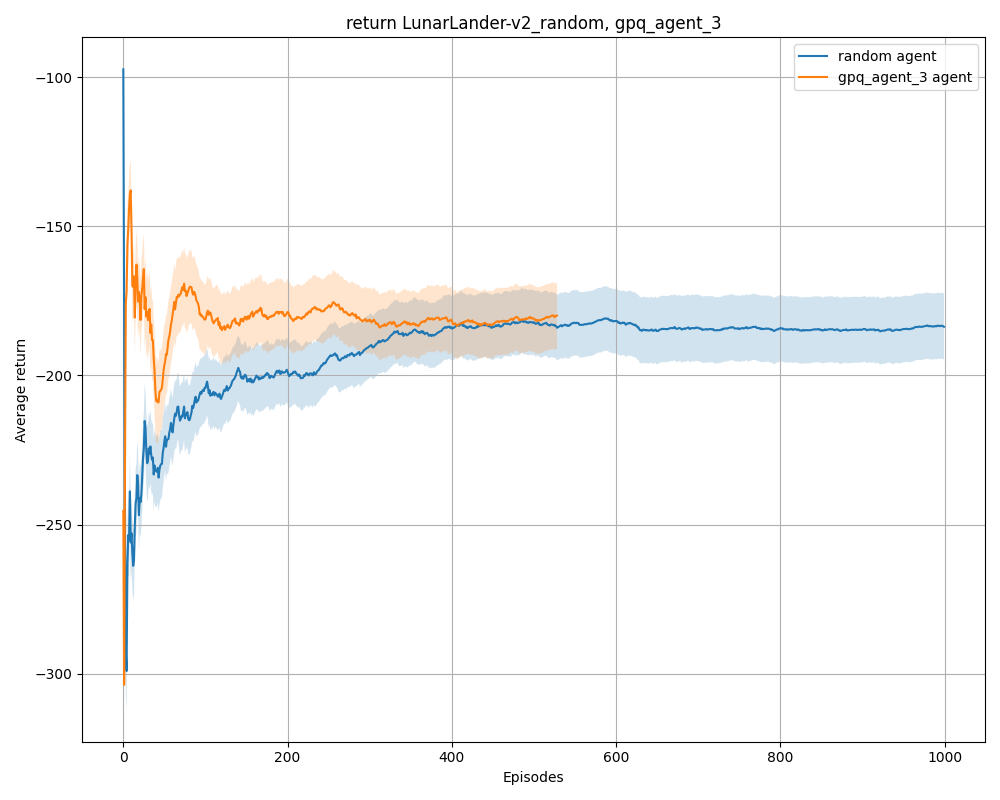 return LunarLander-v2_random, gpq_agent_3
random agent
gpq_agent_3 agent
−100
−150
−200
−250
−300
Average return
0
200
400
600
800
1000
Episodes